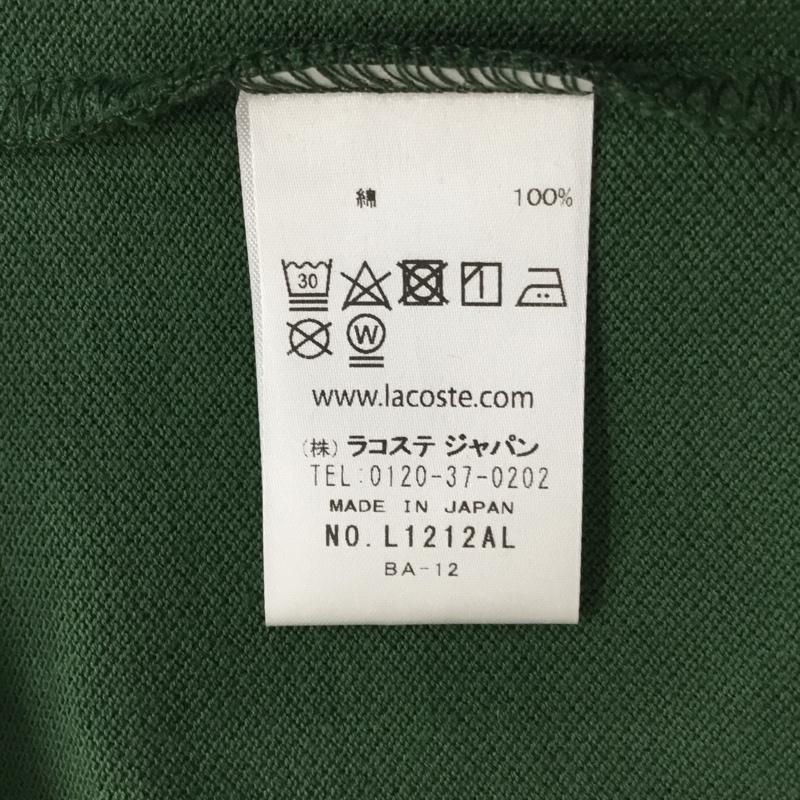 綿 100%
30
W
www.lacoste.com
(株) ラコステ ジャパン
TEL:0120-37-0202
MADE IN JAPAN
NO. L1212AL
BA-12